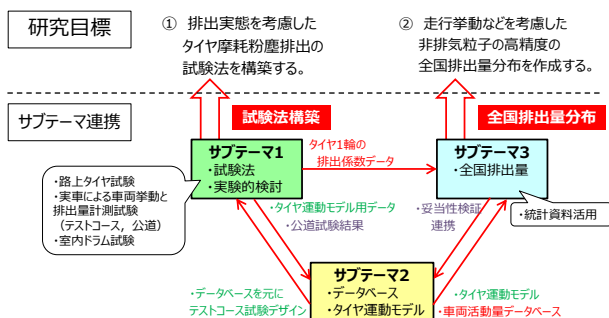 研究目標
① 排出実態を考慮した
タイヤ摩耗粉塵排出の
試験法を構築する。
② 走行挙動などを考慮した
非排気粒子の高精度の
全国排出量分布を作成する。
サブテーマ連携
試験法構築
全国排出量分布
サブテーマ1
・試験法
・実験的検討
タイヤ1輪の
排出係数データ
サブテーマ3
・全国排出量
・路上タイヤ試験
・実車による車両挙動と
排出量計測試験
(テストコース,公道)
・室内ドラム試験
・タイヤ運動モデル用データ
・公道試験結果
・妥当性検証
連携
・統計資料活用
サブテーマ2
・データベース
・タイヤ運動モデル
・データベースを元に
テストコース試験デザイン
・タイヤ運動モデル
・車両活動量データベース